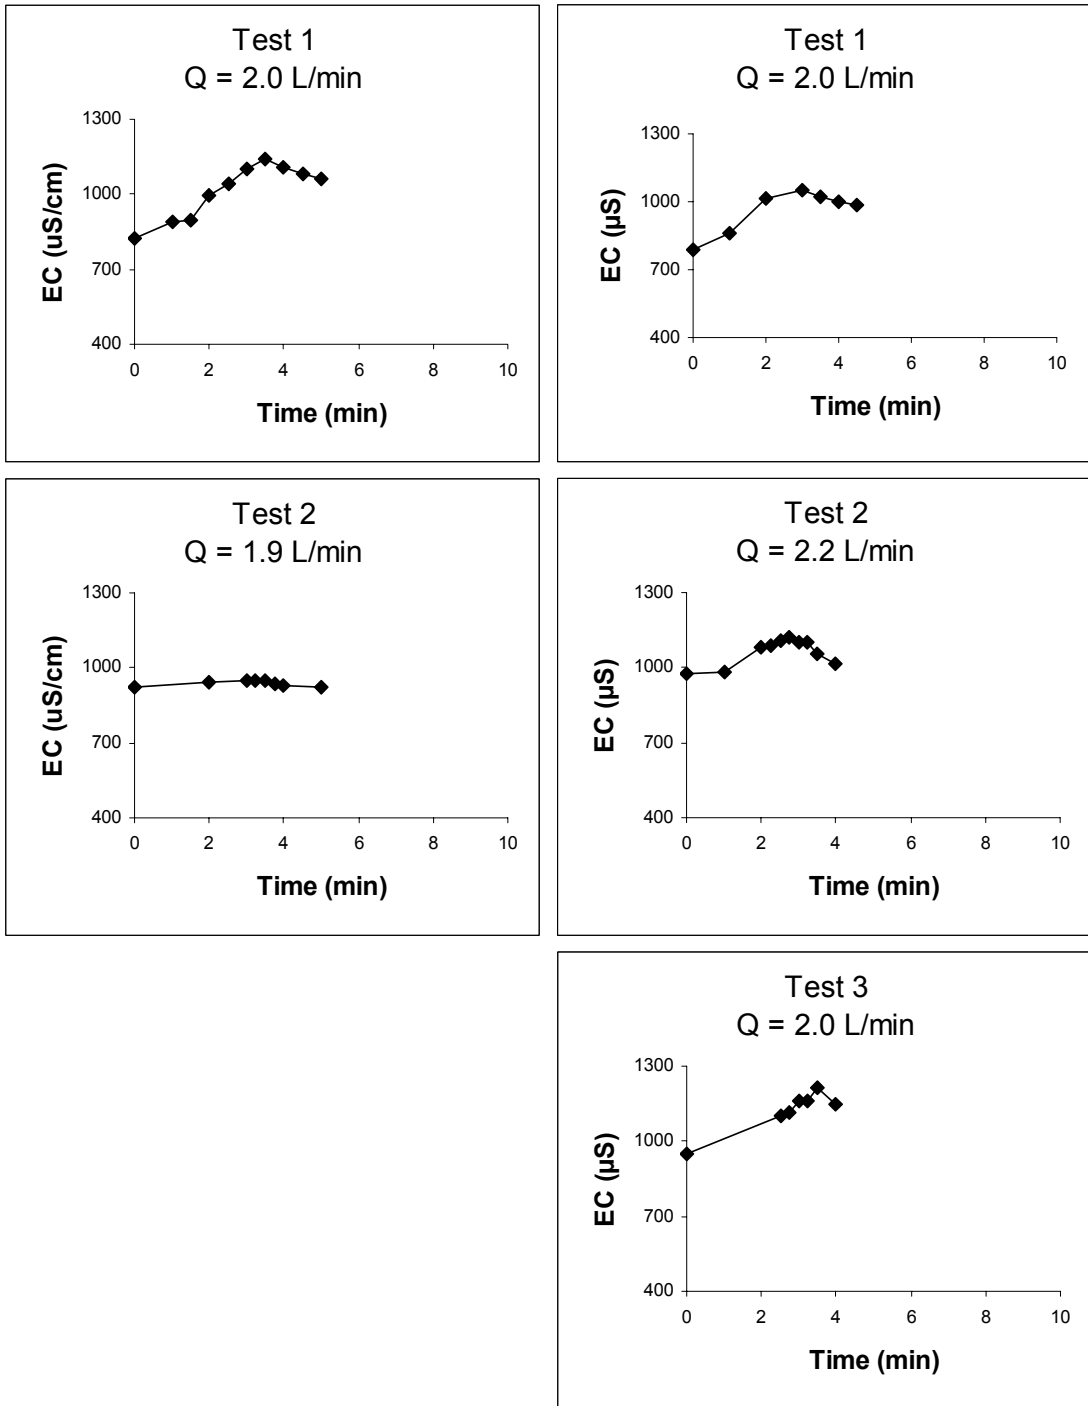 Test 1
Q = 2.0 L/min
1300
1000
700
400
EC (uS/cm)
0 2 4 6 8 10
Time (min)
Test 1
Q = 2.0 L/min
1300
1000
700
400
EC (µS)
0 2 4 6 8 10
Time (min)
Test 2
Q = 1.9 L/min
1300
1000
700
400
EC (uS/cm)
0 2 4 6 8 10
Time (min)
Test 2
Q = 2.2 L/min
1300
1000
700
400
EC (µS)
0 2 4 6 8 10
Time (min)
Test 3
Q = 2.0 L/min
1300
1000
700
400
EC (µS)
0 2 4 6 8 10
Time (min)